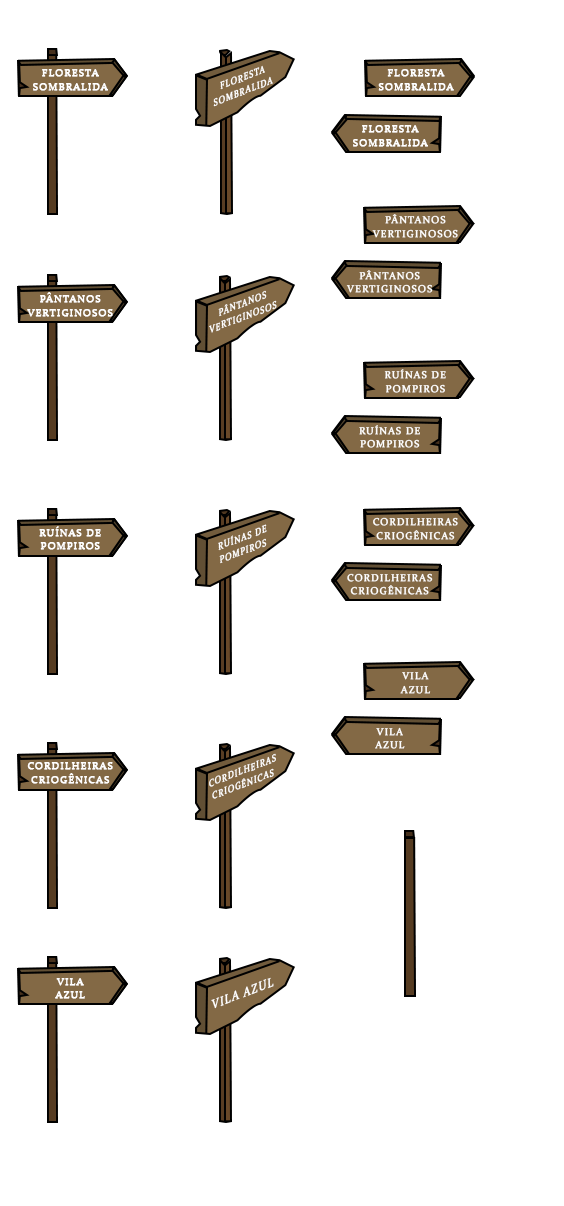 FLORESTA
SOMBRALIDA
FLORESTA
SOMBRALIDA
FLORESTA
SOMBRALIDA
FLORESTA
SOMBRALIDA
PÂNTANOS
VERTIGINOSOS
PÂNTANOS
VERTIGINOSOS
PÂNTANOS
VERTIGINOSOS
PÂNTANOS
VERTIGINOSOS
RUÍNAS DE
POMPIROS
RUÍNAS DE
POMPIROS
RUÍNAS DE
POMPIROS
RUÍNAS DE
POMPIROS
CORDILHEIRAS
CRIOGÊNICAS
CORDILHEIRAS
CRIOGÊNICAS
CORDILHEIRAS
CRIOGÊNICAS
CORDILHEIRAS
CRIOGÊNICAS
VILA
AZUL
VILA AZUL
VILA
AZUL
VILA
AZUL